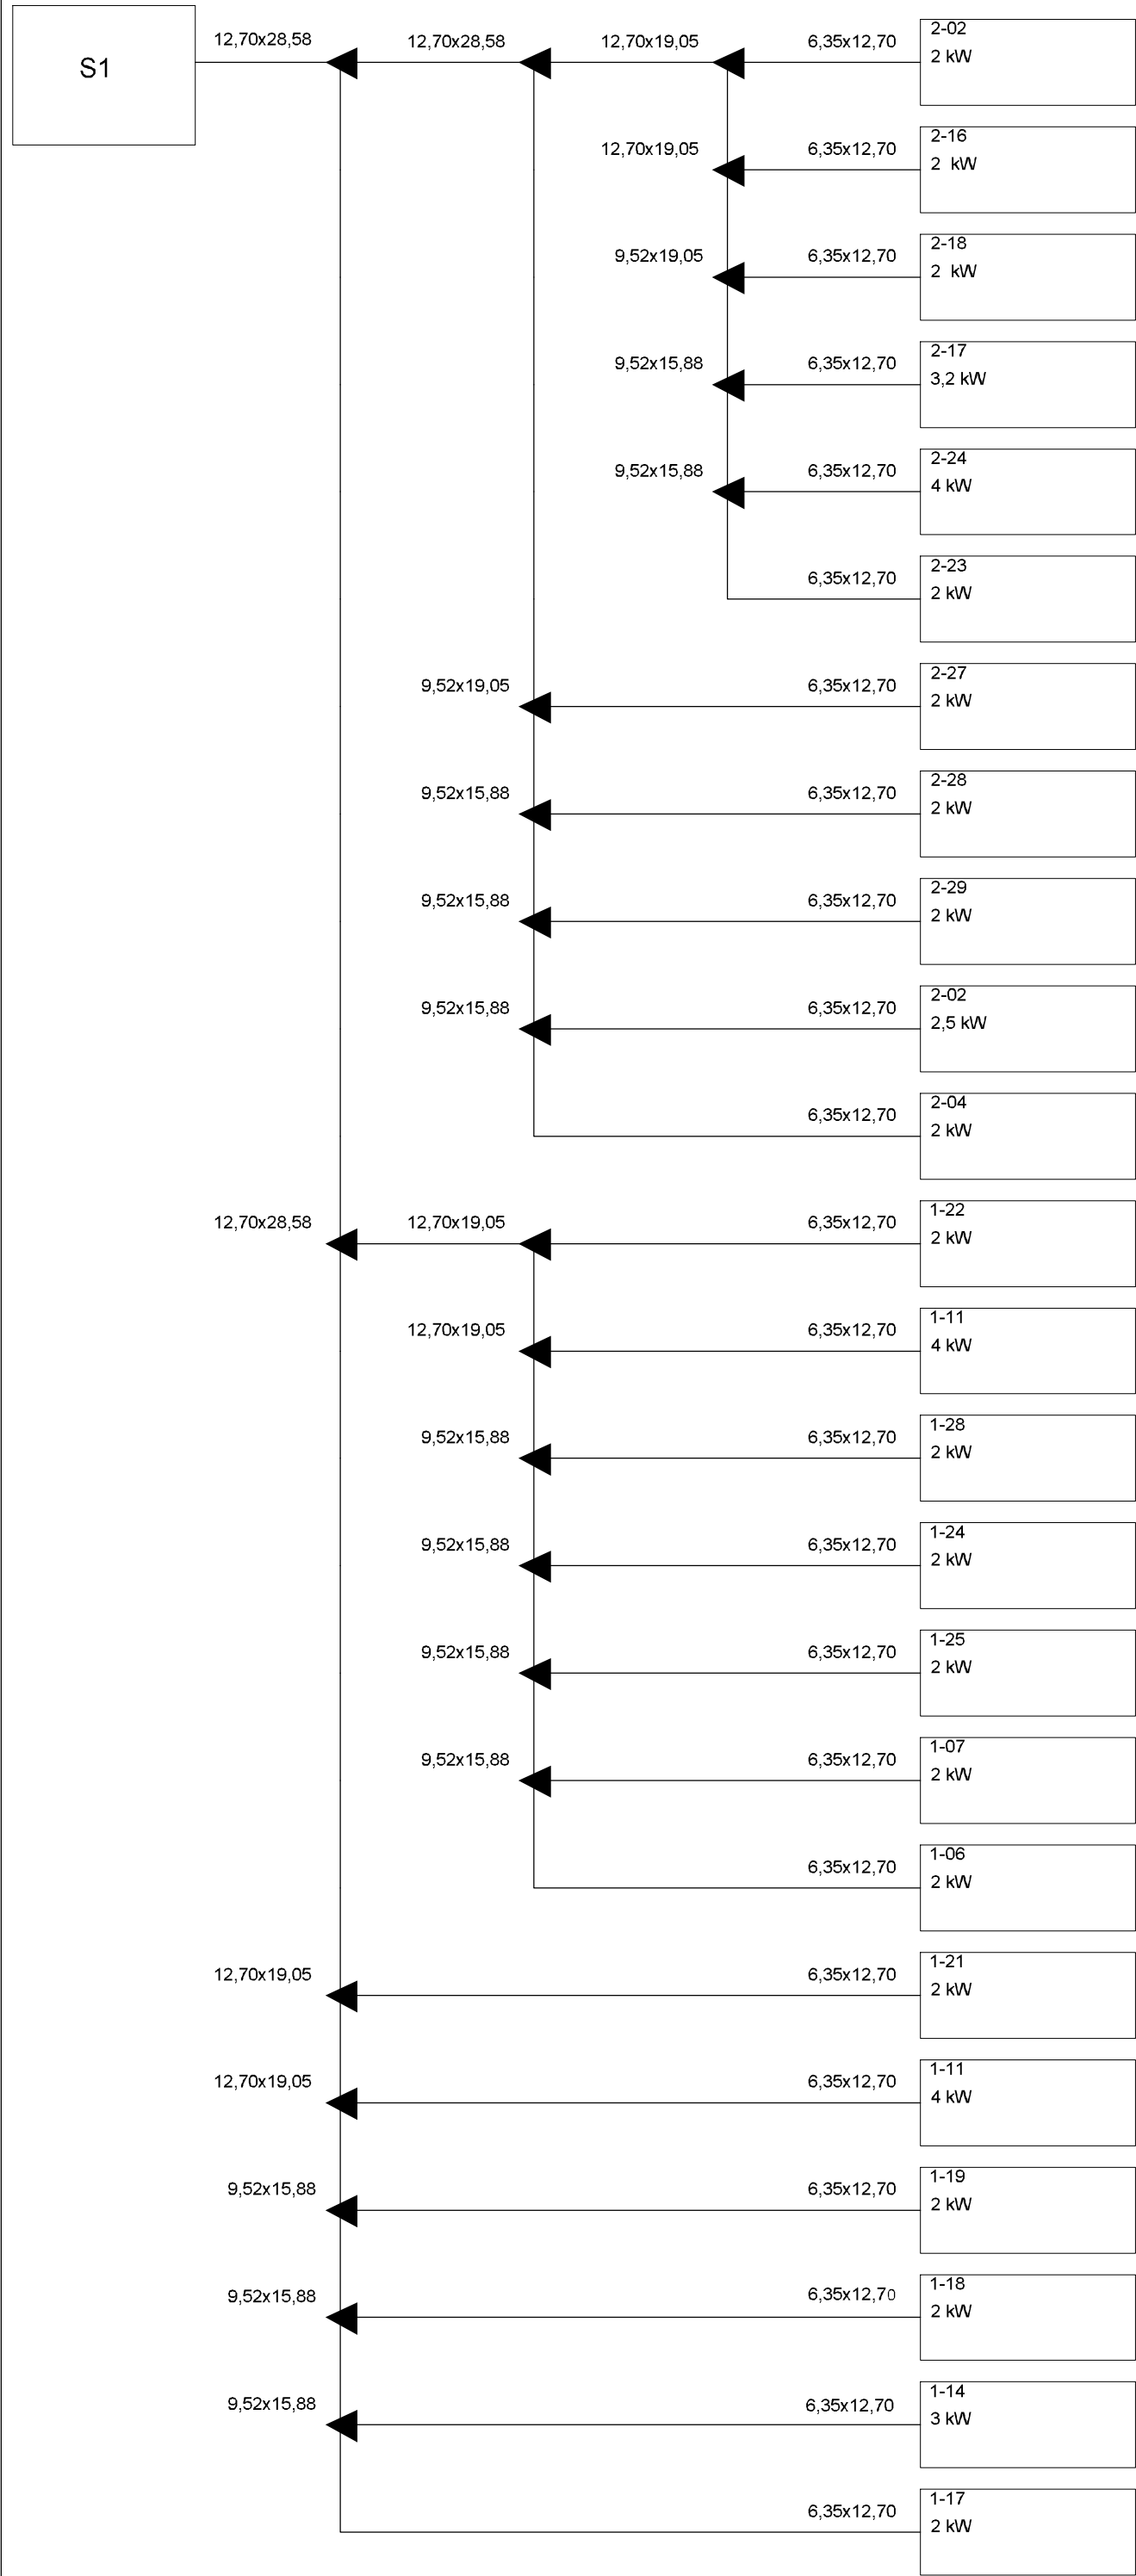 S1
12,70x28,58
12,70x28,58
12,70x19,05
6,35x12,70
2-02
2 kW
12,70x19,05
6,35x12,70
2-16
2 kW
9,52x19,05
6,35x12,70
2-18
2 kW
9,52x15,88
6,35x12,70
2-17
3,2 kW
9,52x15,88
6,35x12,70
2-24
4 kW
6,35x12,70
2-23
2 kW
9,52x19,05
6,35x12,70
2-27
2 kW
9,52x15,88
6,35x12,70
2-28
2 kW
9,52x15,88
6,35x12,70
2-29
2 kW
9,52x15,88
6,35x12,70
2-02
2,5 kW
6,35x12,70
2-04
2 kW
12,70x28,58
12,70x19,05
6,35x12,70
1-22
2 kW
12,70x19,05
6,35x12,70
1-11
4 kW
9,52x15,88
6,35x12,70
1-28
2 kW
9,52x15,88
6,35x12,70
1-24
2 kW
9,52x15,88
6,35x12,70
1-25
2 kW
9,52x15,88
6,35x12,70
1-07
2 kW
6,35x12,70
1-06
2 kW
12,70x19,05
6,35x12,70
1-21
2 kW
12,70x19,05
6,35x12,70
1-11
4 kW
9,52x15,88
6,35x12,70
1-19
2 kW
9,52x15,88
6,35x12,70
1-18
2 kW
9,52x15,88
6,35x12,70
1-14
3 kW
6,35x12,70
1-17
2 kW